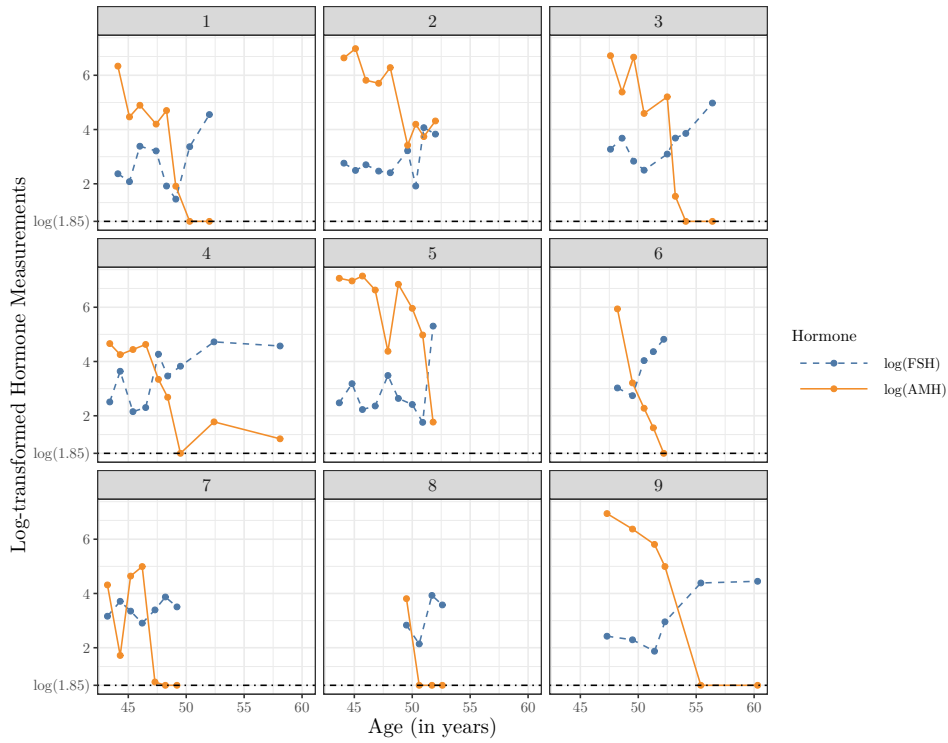 1 2 3
6
4
2
log(1.85)
4 5 6
6
4
2
log(1.85)
7 8 9
6
4
2
log(1.85)
45 50 55 60 45 50 55 60 45 50 55 60
Age (in years)
Log-transformed Hormone Measurements
Hormone
log(FSH)
log(AMH)